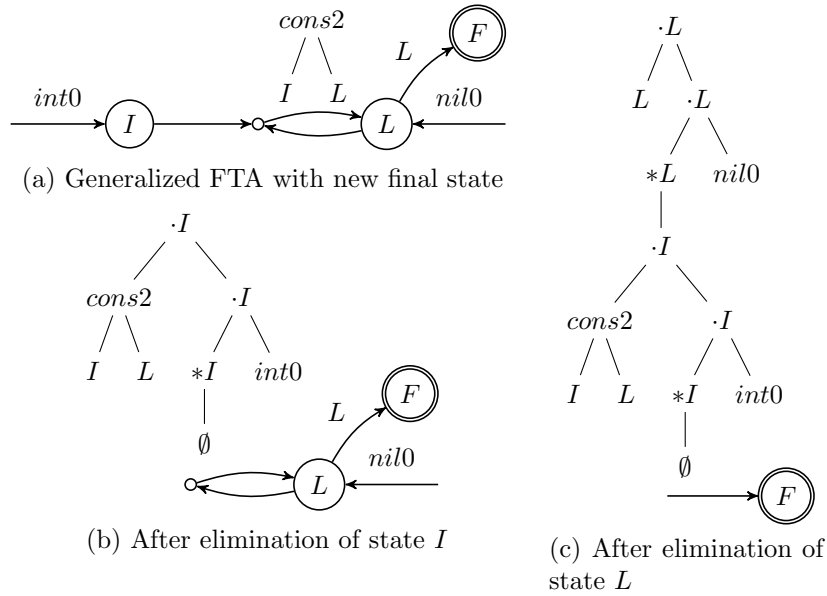 cons2
I L
L
F
int0
I
L
nil0
(a) Generalized FTA with new final state
·I
cons2 ·I
I L *I int0
∅
L
F
nil0
L
(b) After elimination of state I
·L
L ·L
*L nil0
·I
cons2 ·I
I L *I int0
∅
F
(c) After elimination of
state L